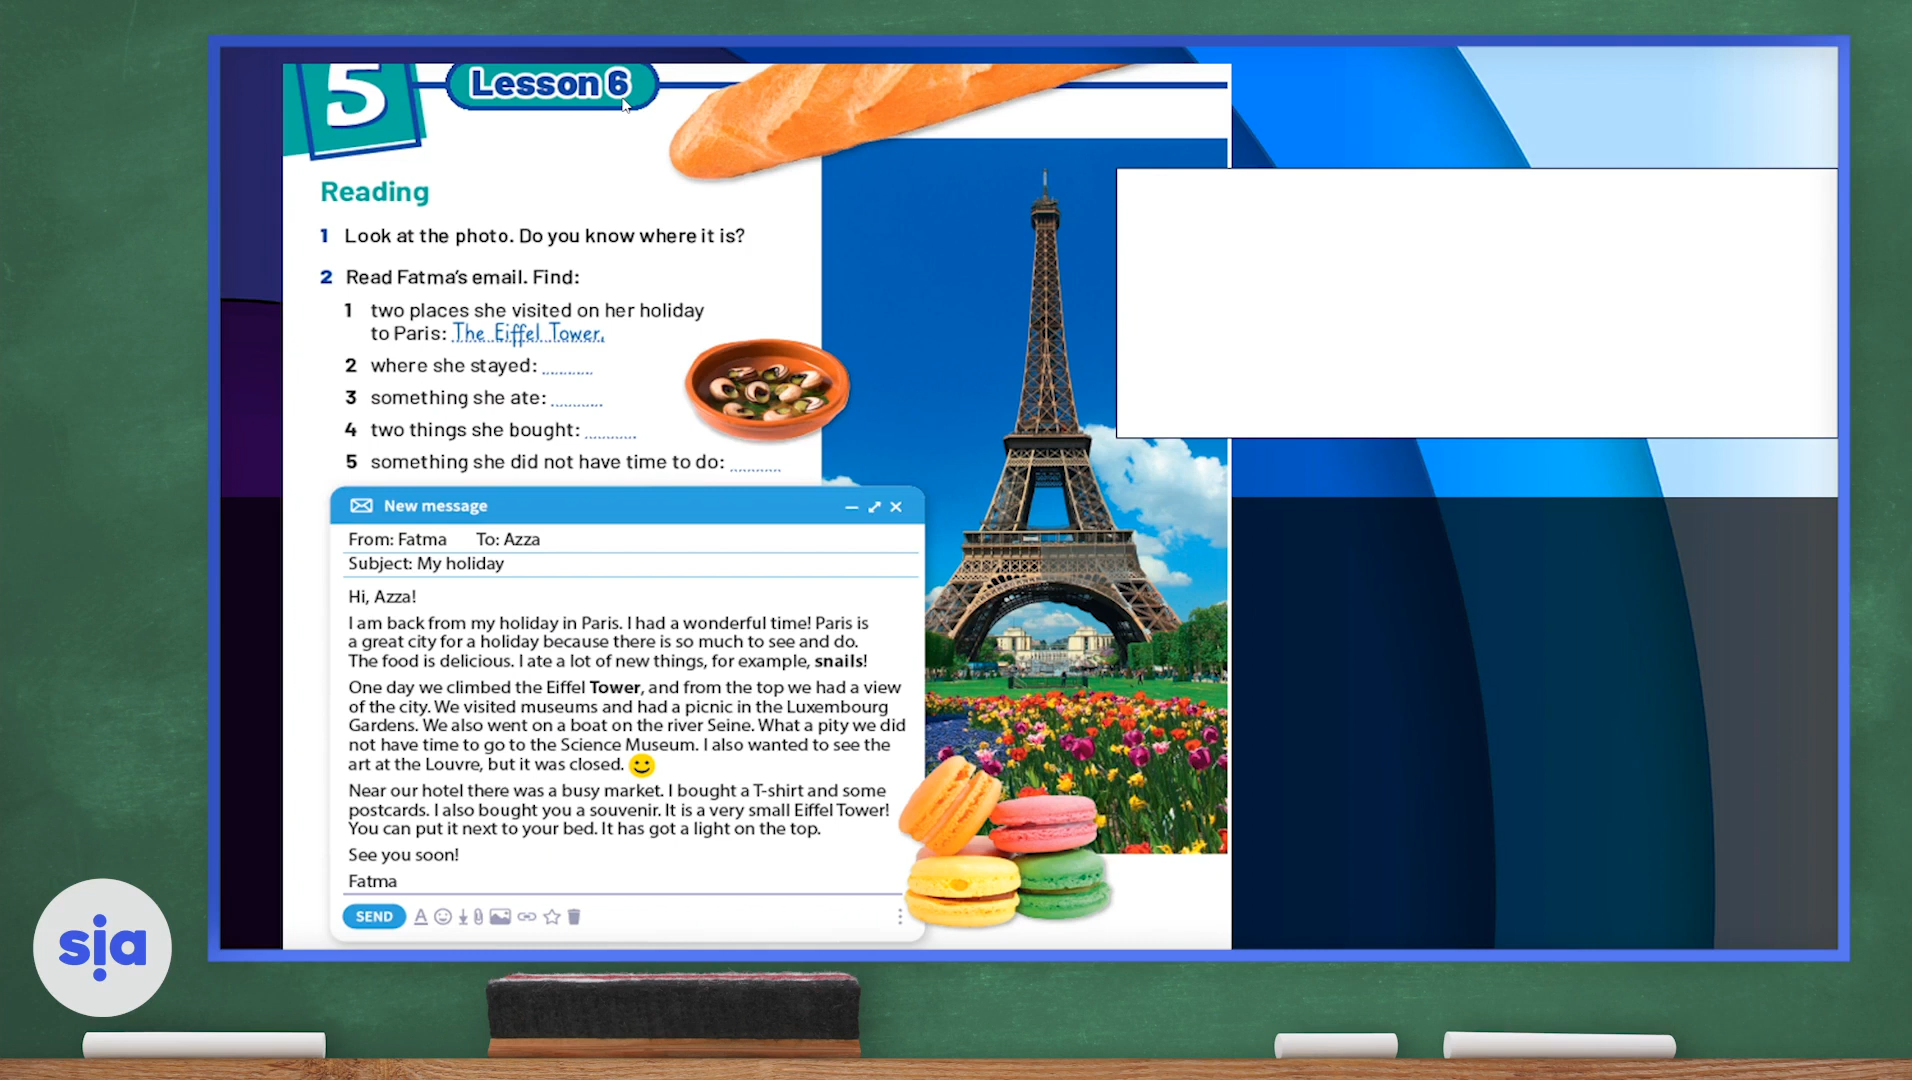 5
Lesson 6
Reading
1 Look at the photo. Do you know where it is?
2 Read Fatma's email. Find:
1 two places she visited on her holiday
to Paris: The Eiffel Tower,
2 where she stayed: ............
3 something she ate: ............
4 two things she bought: ............
5 something she did not have time to do: ............
New message
From: Fatma To: Azza
Subject: My holiday
Hi, Azza!
I am back from my holiday in Paris. I had a wonderful time! Paris is
a great city for a holiday because there is so much to see and do.
The food is delicious. I ate a lot of new things, for example, snails!
One day we climbed the Eiffel Tower, and from the top we had a view
of the city. We visited museums and had a picnic in the Luxembourg
Gardens. We also went on a boat on the river Seine. What a pity we did
not have time to go to the Science Museum. I also wanted to see the
art at the Louvre, but it was closed.
Near our hotel there was a busy market. I bought a T-shirt and some
postcards. I also bought you a souvenir. It is a very small Eiffel Tower!
You can put it next to your bed. It has got a light on the top.
See you soon!
Fatma
SEND
sia